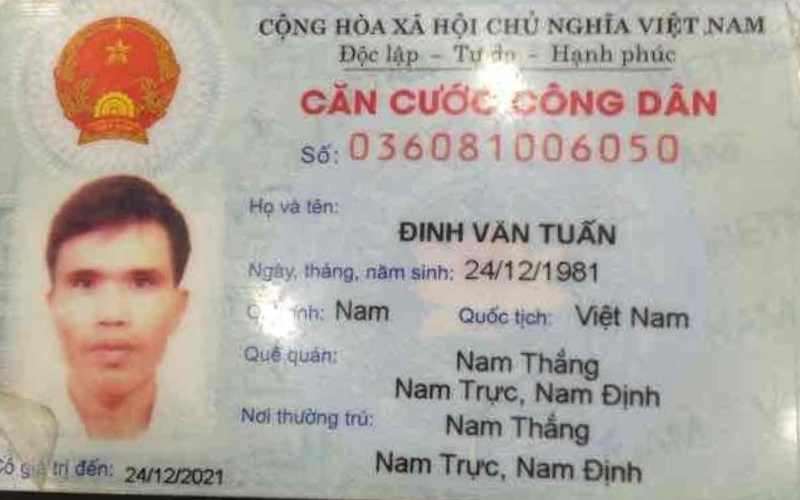 CỘNG HÒA XÃ HỘI CHỦ NGHĨA VIỆT NAM
Độc lập - Tự do - Hạnh phúc
CĂN CƯỚC CÔNG DÂN
Số: 036081006050
Họ và tên:
ĐINH VĂN TUẤN
Ngày, tháng, năm sinh: 24/12/1981
Nam Quốc tịch: Việt Nam
Quê quán: Nam Thắng
Nam Trực, Nam Định
Nơi thường trú: Nam Thắng
Nam Trực, Nam Định
Có giá trị đến: 24/12/2021